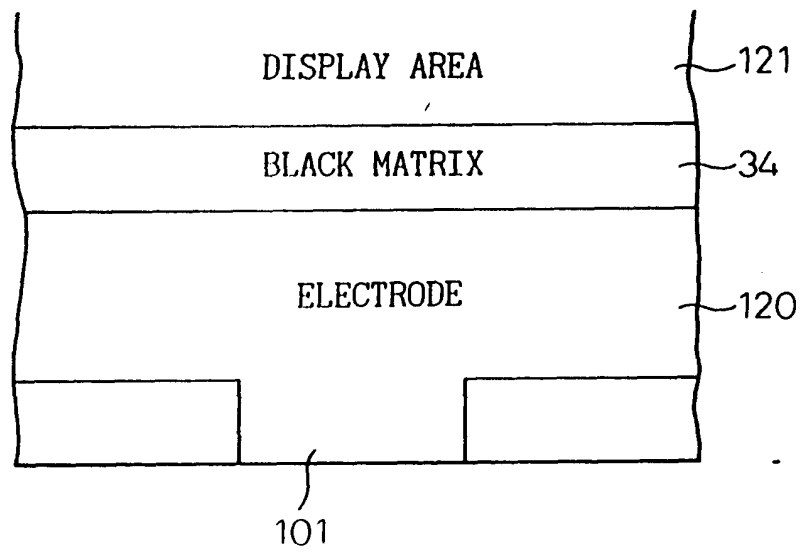 DISPLAY AREA
121
BLACK MATRIX
34
ELECTRODE
120
101